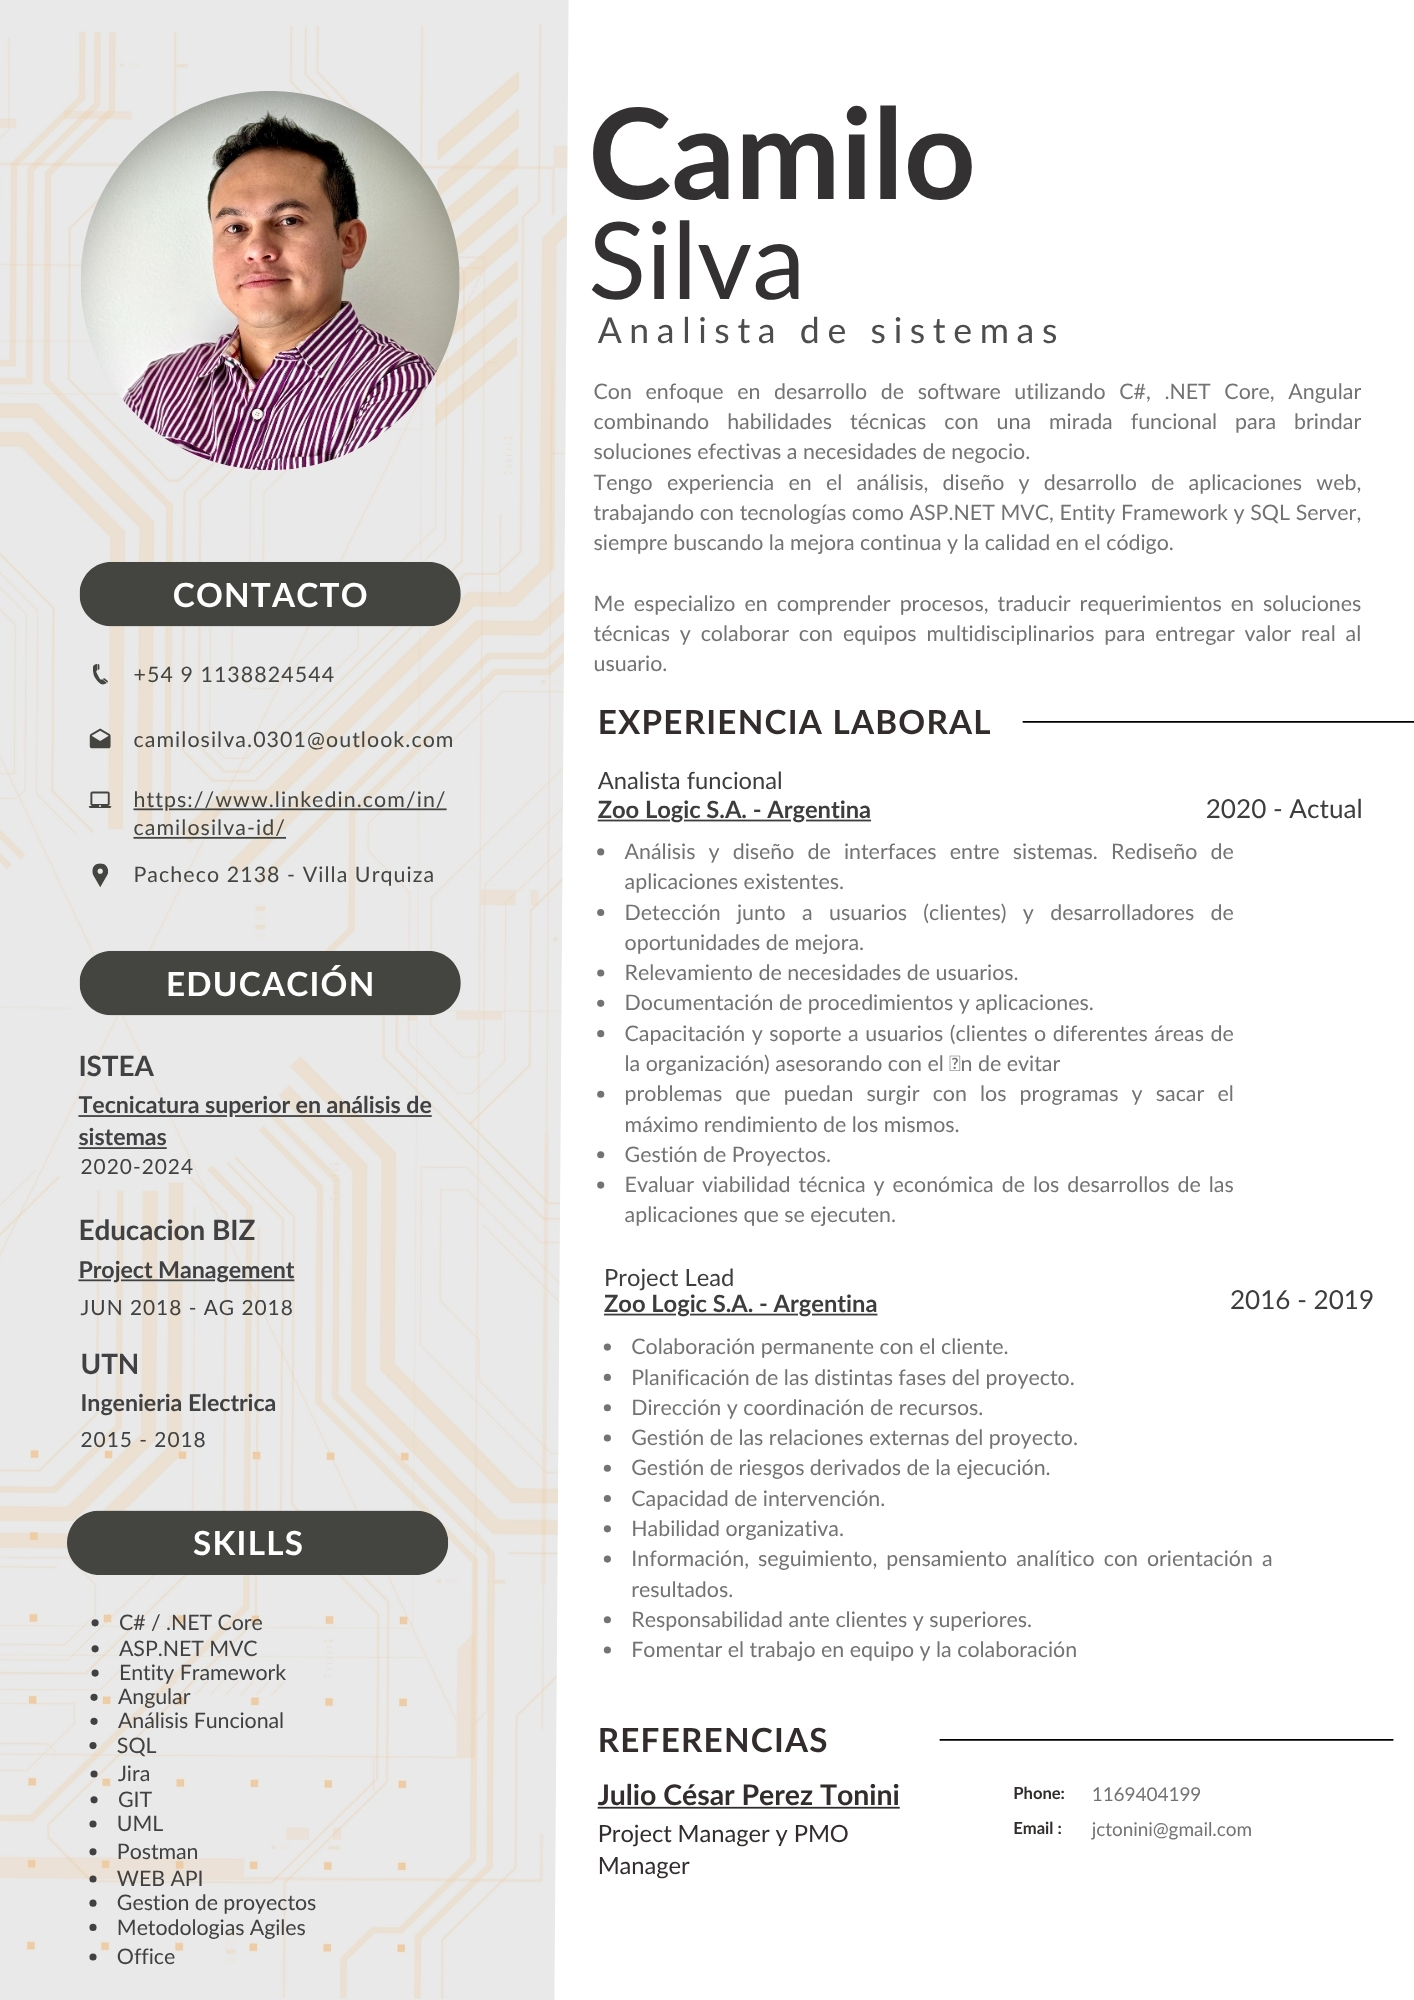 Camilo
Silva
Analista de sistemas
Con enfoque en desarrollo de software utilizando C#, .NET Core, Angular
combinando habilidades técnicas con una mirada funcional para brindar
soluciones efectivas a necesidades de negocio.
Tengo experiencia en el análisis, diseño y desarrollo de aplicaciones web,
trabajando con tecnologías como ASP.NET MVC, Entity Framework y SQL Server,
siempre buscando la mejora continua y la calidad en el código.
Me especializo en comprender procesos, traducir requerimientos en soluciones
técnicas y colaborar con equipos multidisciplinarios para entregar valor real al
usuario.
CONTACTO
+54 9 1138824544
camilosilva.0301@outlook.com
https://www.linkedin.com/in/
camilosilva-id/
Pacheco 2138 - Villa Urquiza
EDUCACIÓN
ISTEA
Tecnicatura superior en análisis de
sistemas
2020-2024
Educacion BIZ
Project Management
JUN 2018 - AG 2018
UTN
Ingenieria Electrica
2015 - 2018
SKILLS
• C# / .NET Core
• ASP.NET MVC
• Entity Framework
• Angular
• Análisis Funcional
• SQL
• Jira
• GIT
• UML
• Postman
• WEB API
• Gestion de proyectos
• Metodologias Agiles
• Office
EXPERIENCIA LABORAL
Analista funcional
Zoo Logic S.A. - Argentina 2020 - Actual
• Análisis y diseño de interfaces entre sistemas. Rediseño de
aplicaciones existentes.
• Detección junto a usuarios (clientes) y desarrolladores de
oportunidades de mejora.
• Relevamiento de necesidades de usuarios.
• Documentación de procedimientos y aplicaciones.
• Capacitación y soporte a usuarios (clientes o diferentes áreas de
la organización) asesorando con el �n de evitar
• problemas que puedan surgir con los programas y sacar el
máximo rendimiento de los mismos.
• Gestión de Proyectos.
• Evaluar viabilidad técnica y económica de los desarrollos de las
aplicaciones que se ejecuten.
Project Lead
Zoo Logic S.A. - Argentina 2016 - 2019
• Colaboración permanente con el cliente.
• Planificación de las distintas fases del proyecto.
• Dirección y coordinación de recursos.
• Gestión de las relaciones externas del proyecto.
• Gestión de riesgos derivados de la ejecución.
• Capacidad de intervención.
• Habilidad organizativa.
• Información, seguimiento, pensamiento analítico con orientación a
resultados.
• Responsabilidad ante clientes y superiores.
• Fomentar el trabajo en equipo y la colaboración
REFERENCIAS
Julio César Perez Tonini
Project Manager y PMO
Manager
Phone: 1169404199
Email : jctonini@gmail.com